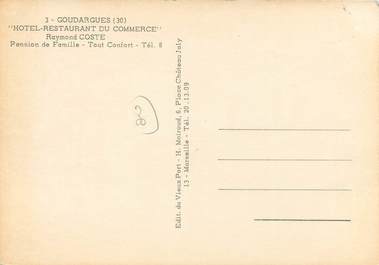 3 - GOUDARGUES (30)
"HOTEL-RESTAURANT DU COMMERCE"
Raymond COSTE
Pension de Famille - Tout Confort - Tél. 8
Edit. du Vieux Port - H. Moiroud, 6, Place Château Joly
13 - Marseille - Tél. 20.13.09